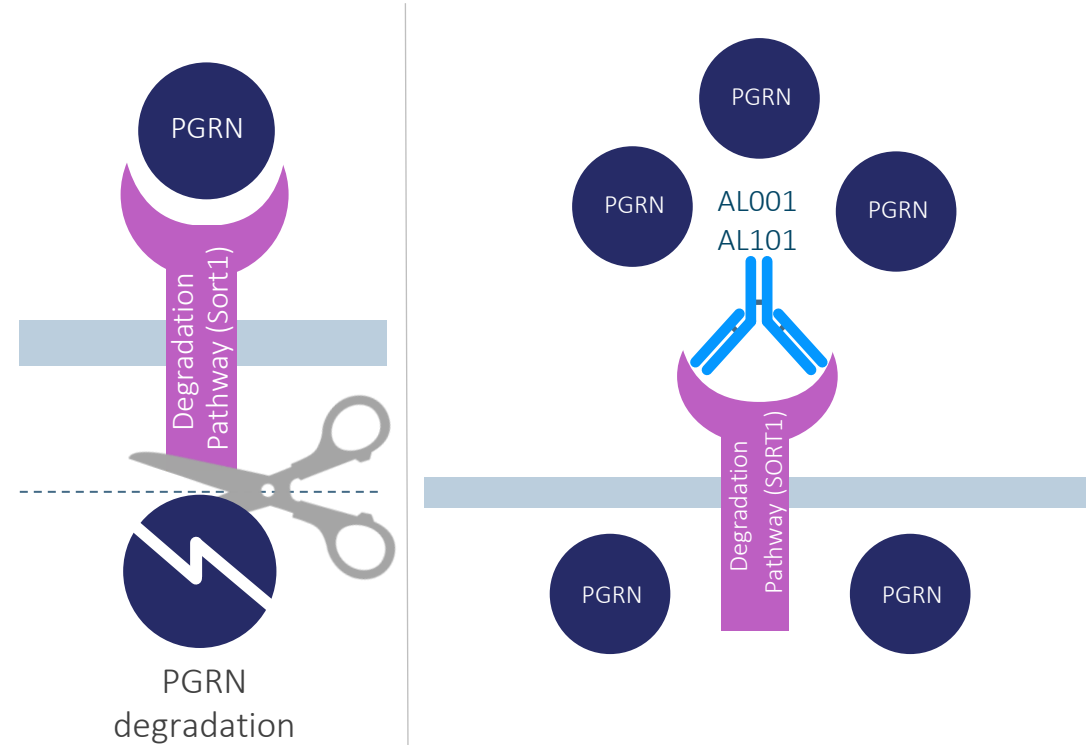 PGRN
Degradation
Pathway (Sort1)
PGRN
degradation
PGRN
PGRN
PGRN
AL001
AL101
Degradation
Pathway (SORT1)
PGRN
PGRN